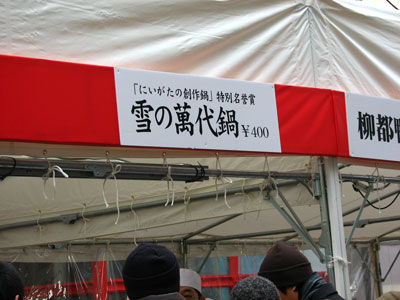 「にいがたの創作鍋」特別名誉賞
雪の萬代鍋 ¥400
柳都鴨